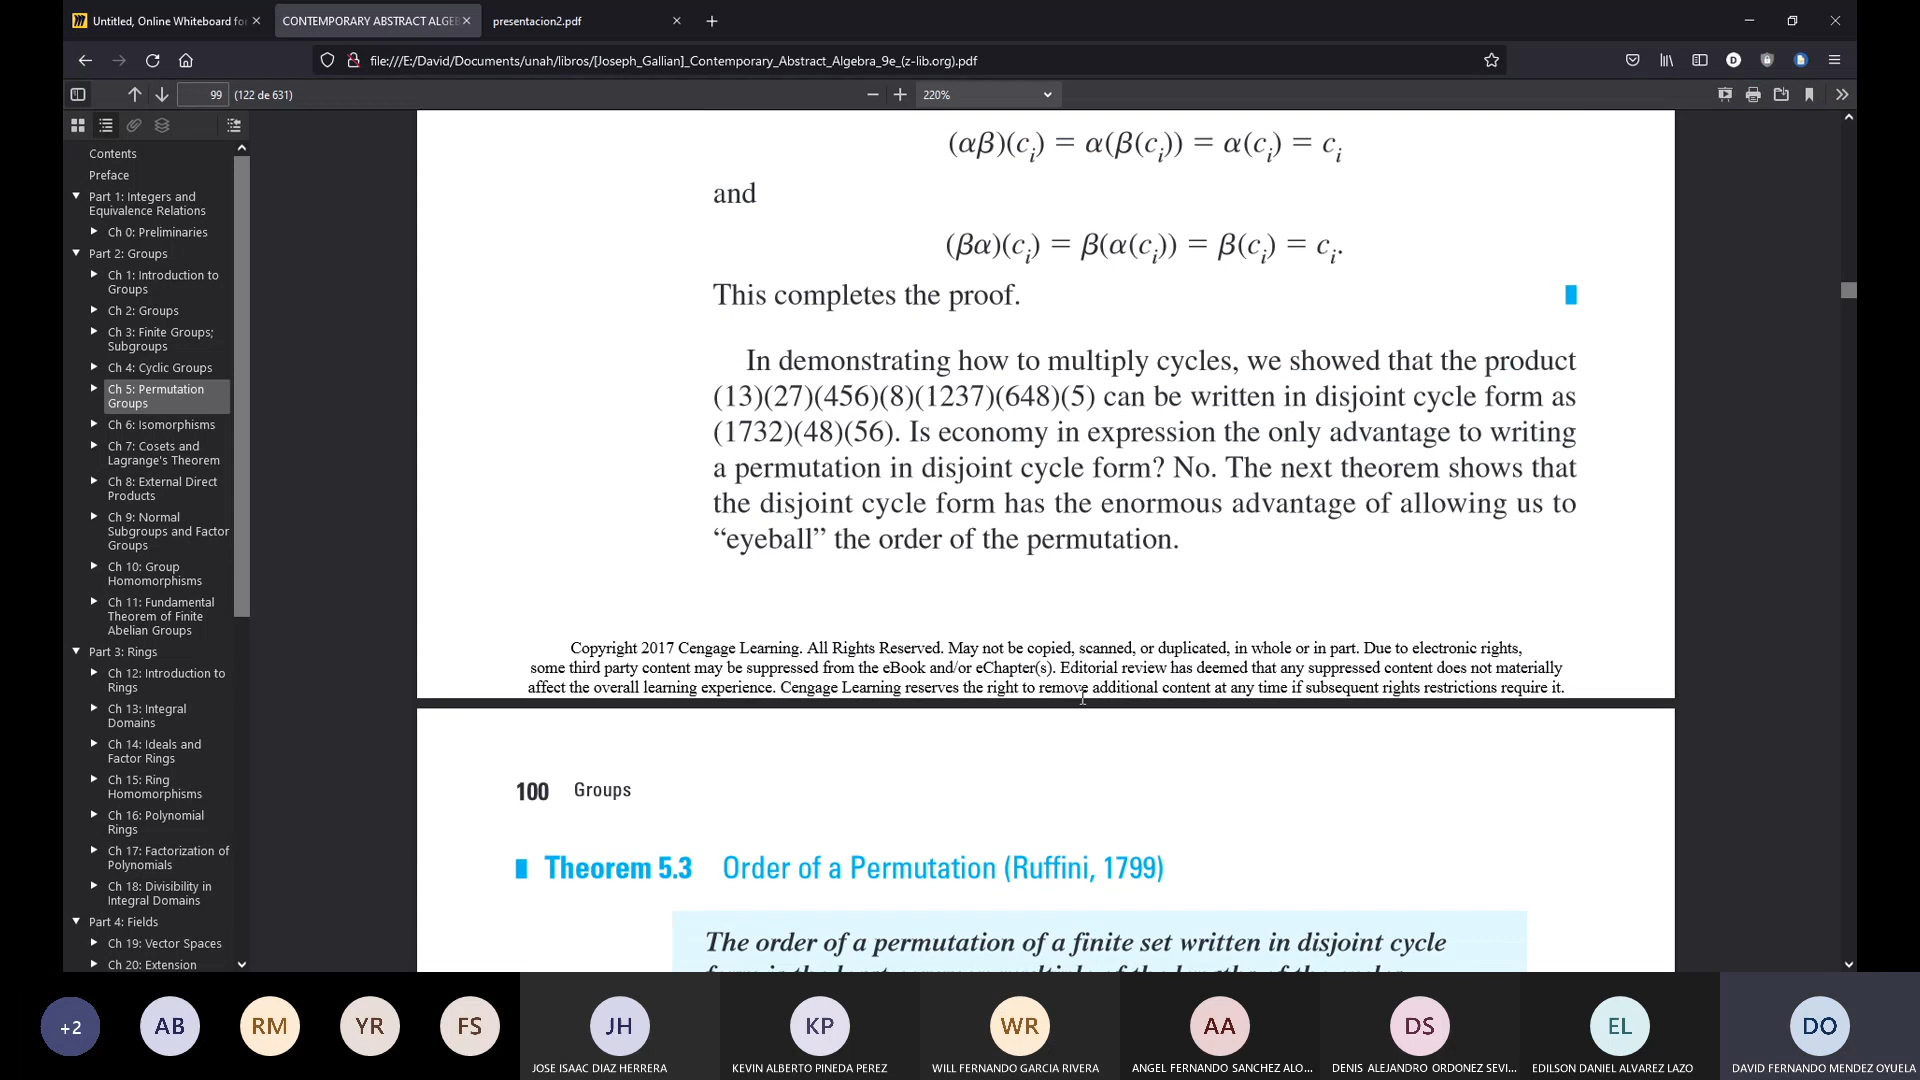 Untitled, Online Whiteboard fo
CONTEMPORARY ABSTRACT ALGEB
presentacion2.pdf
file:///E:/David/Documents/unah/libros/[Joseph_Gallian]_Contemporary_Abstract_Algebra_9e_(z-lib.org).pdf
99 (122 de 631)
220%
Contents
Preface
Part 1: Integers and
Equivalence Relations
Ch 0: Preliminaries
Part 2: Groups
Ch 1: Introduction to
Groups
Ch 2: Groups
Ch 3: Finite Groups;
Subgroups
Ch 4: Cyclic Groups
Ch 5: Permutation
Groups
Ch 6: Isomorphisms
Ch 7: Cosets and
Lagrange's Theorem
Ch 8: External Direct
Products
Ch 9: Normal
Subgroups and Factor
Groups
Ch 10: Group
Homomorphisms
Ch 11: Fundamental
Theorem of Finite
Abelian Groups
Part 3: Rings
Ch 12: Introduction to
Rings
Ch 13: Integral
Domains
Ch 14: Ideals and
Factor Rings
Ch 15: Ring
Homomorphisms
Ch 16: Polynomial
Rings
Ch 17: Factorization of
Polynomials
Ch 18: Divisibility in
Integral Domains
Part 4: Fields
Ch 19: Vector Spaces
Ch 20: Extension
(αβ)(cᵢ) = α(β(cᵢ)) = α(cᵢ) = cᵢ
and
(βα)(cᵢ) = β(α(cᵢ)) = β(cᵢ) = cᵢ.
This completes the proof.
In demonstrating how to multiply cycles, we showed that the product
(13)(27)(456)(8)(1237)(648)(5) can be written in disjoint cycle form as
(1732)(48)(56). Is economy in expression the only advantage to writing
a permutation in disjoint cycle form? No. The next theorem shows that
the disjoint cycle form has the enormous advantage of allowing us to
“eyeball” the order of the permutation.
Copyright 2017 Cengage Learning. All Rights Reserved. May not be copied, scanned, or duplicated, in whole or in part. Due to electronic rights,
some third party content may be suppressed from the eBook and/or eChapter(s). Editorial review has deemed that any suppressed content does not materially
affect the overall learning experience. Cengage Learning reserves the right to remove additional content at any time if subsequent rights restrictions require it.
100 Groups
Theorem 5.3 Order of a Permutation (Ruffini, 1799)
The order of a permutation of a finite set written in disjoint cycle
+2
AB
RM
YR
FS
JH
KP
WR
AA
DS
EL
DO
JOSE ISAAC DIAZ HERRERA
KEVIN ALBERTO PINEDA PEREZ
WILL FERNANDO GARCIA RIVERA
ANGEL FERNANDO SANCHEZ ALO...
DENIS ALEJANDRO ORDONEZ SEVI...
EDILSON DANIEL ALVAREZ LAZO
DAVID FERNANDO MENDEZ OYUELA